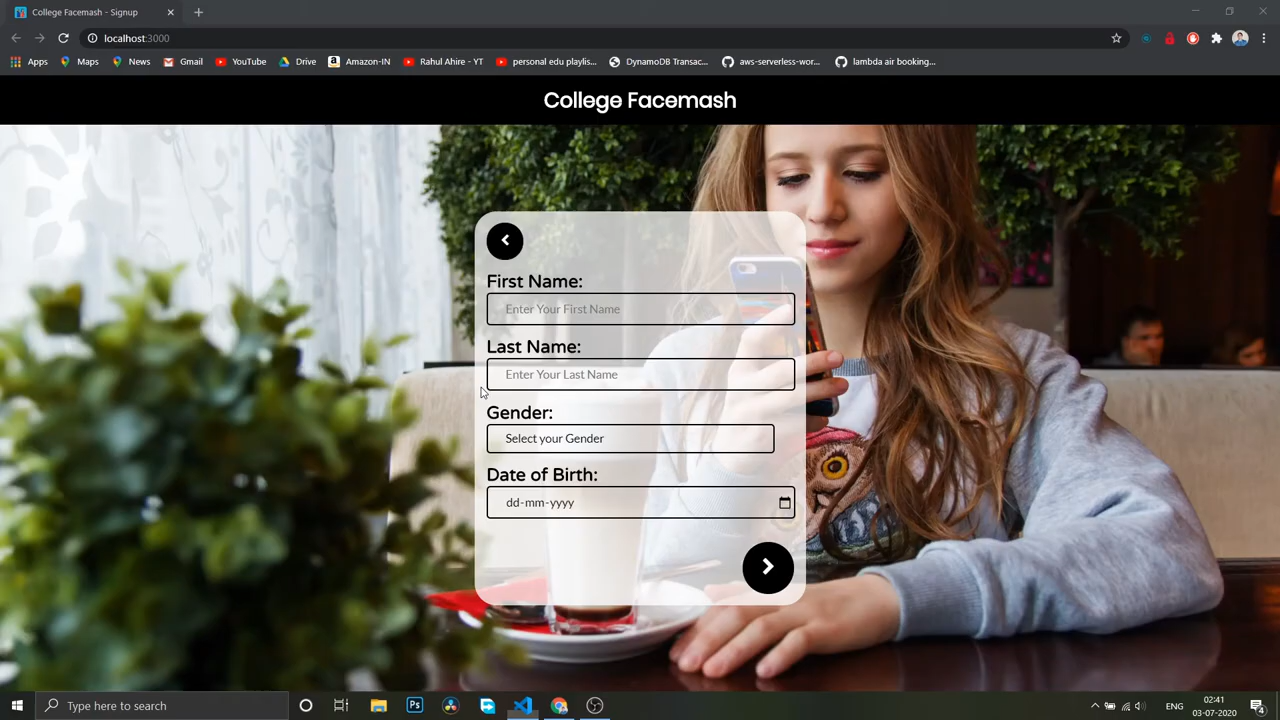 College Facemash - Signup
localhost:3000
Apps
Maps
News
Gmail
YouTube
Drive
Amazon-IN
Rahul Ahire - YT
personal edu playlis...
DynamoDB Transac...
aws-serverless-wor...
lambda air booking...
College Facemash
First Name:
Enter Your First Name
Last Name:
Enter Your Last Name
Gender:
Select your Gender
Date of Birth:
dd-mm-yyyy
Type here to search
Ps
ENG
02:41
03-07-2020
4